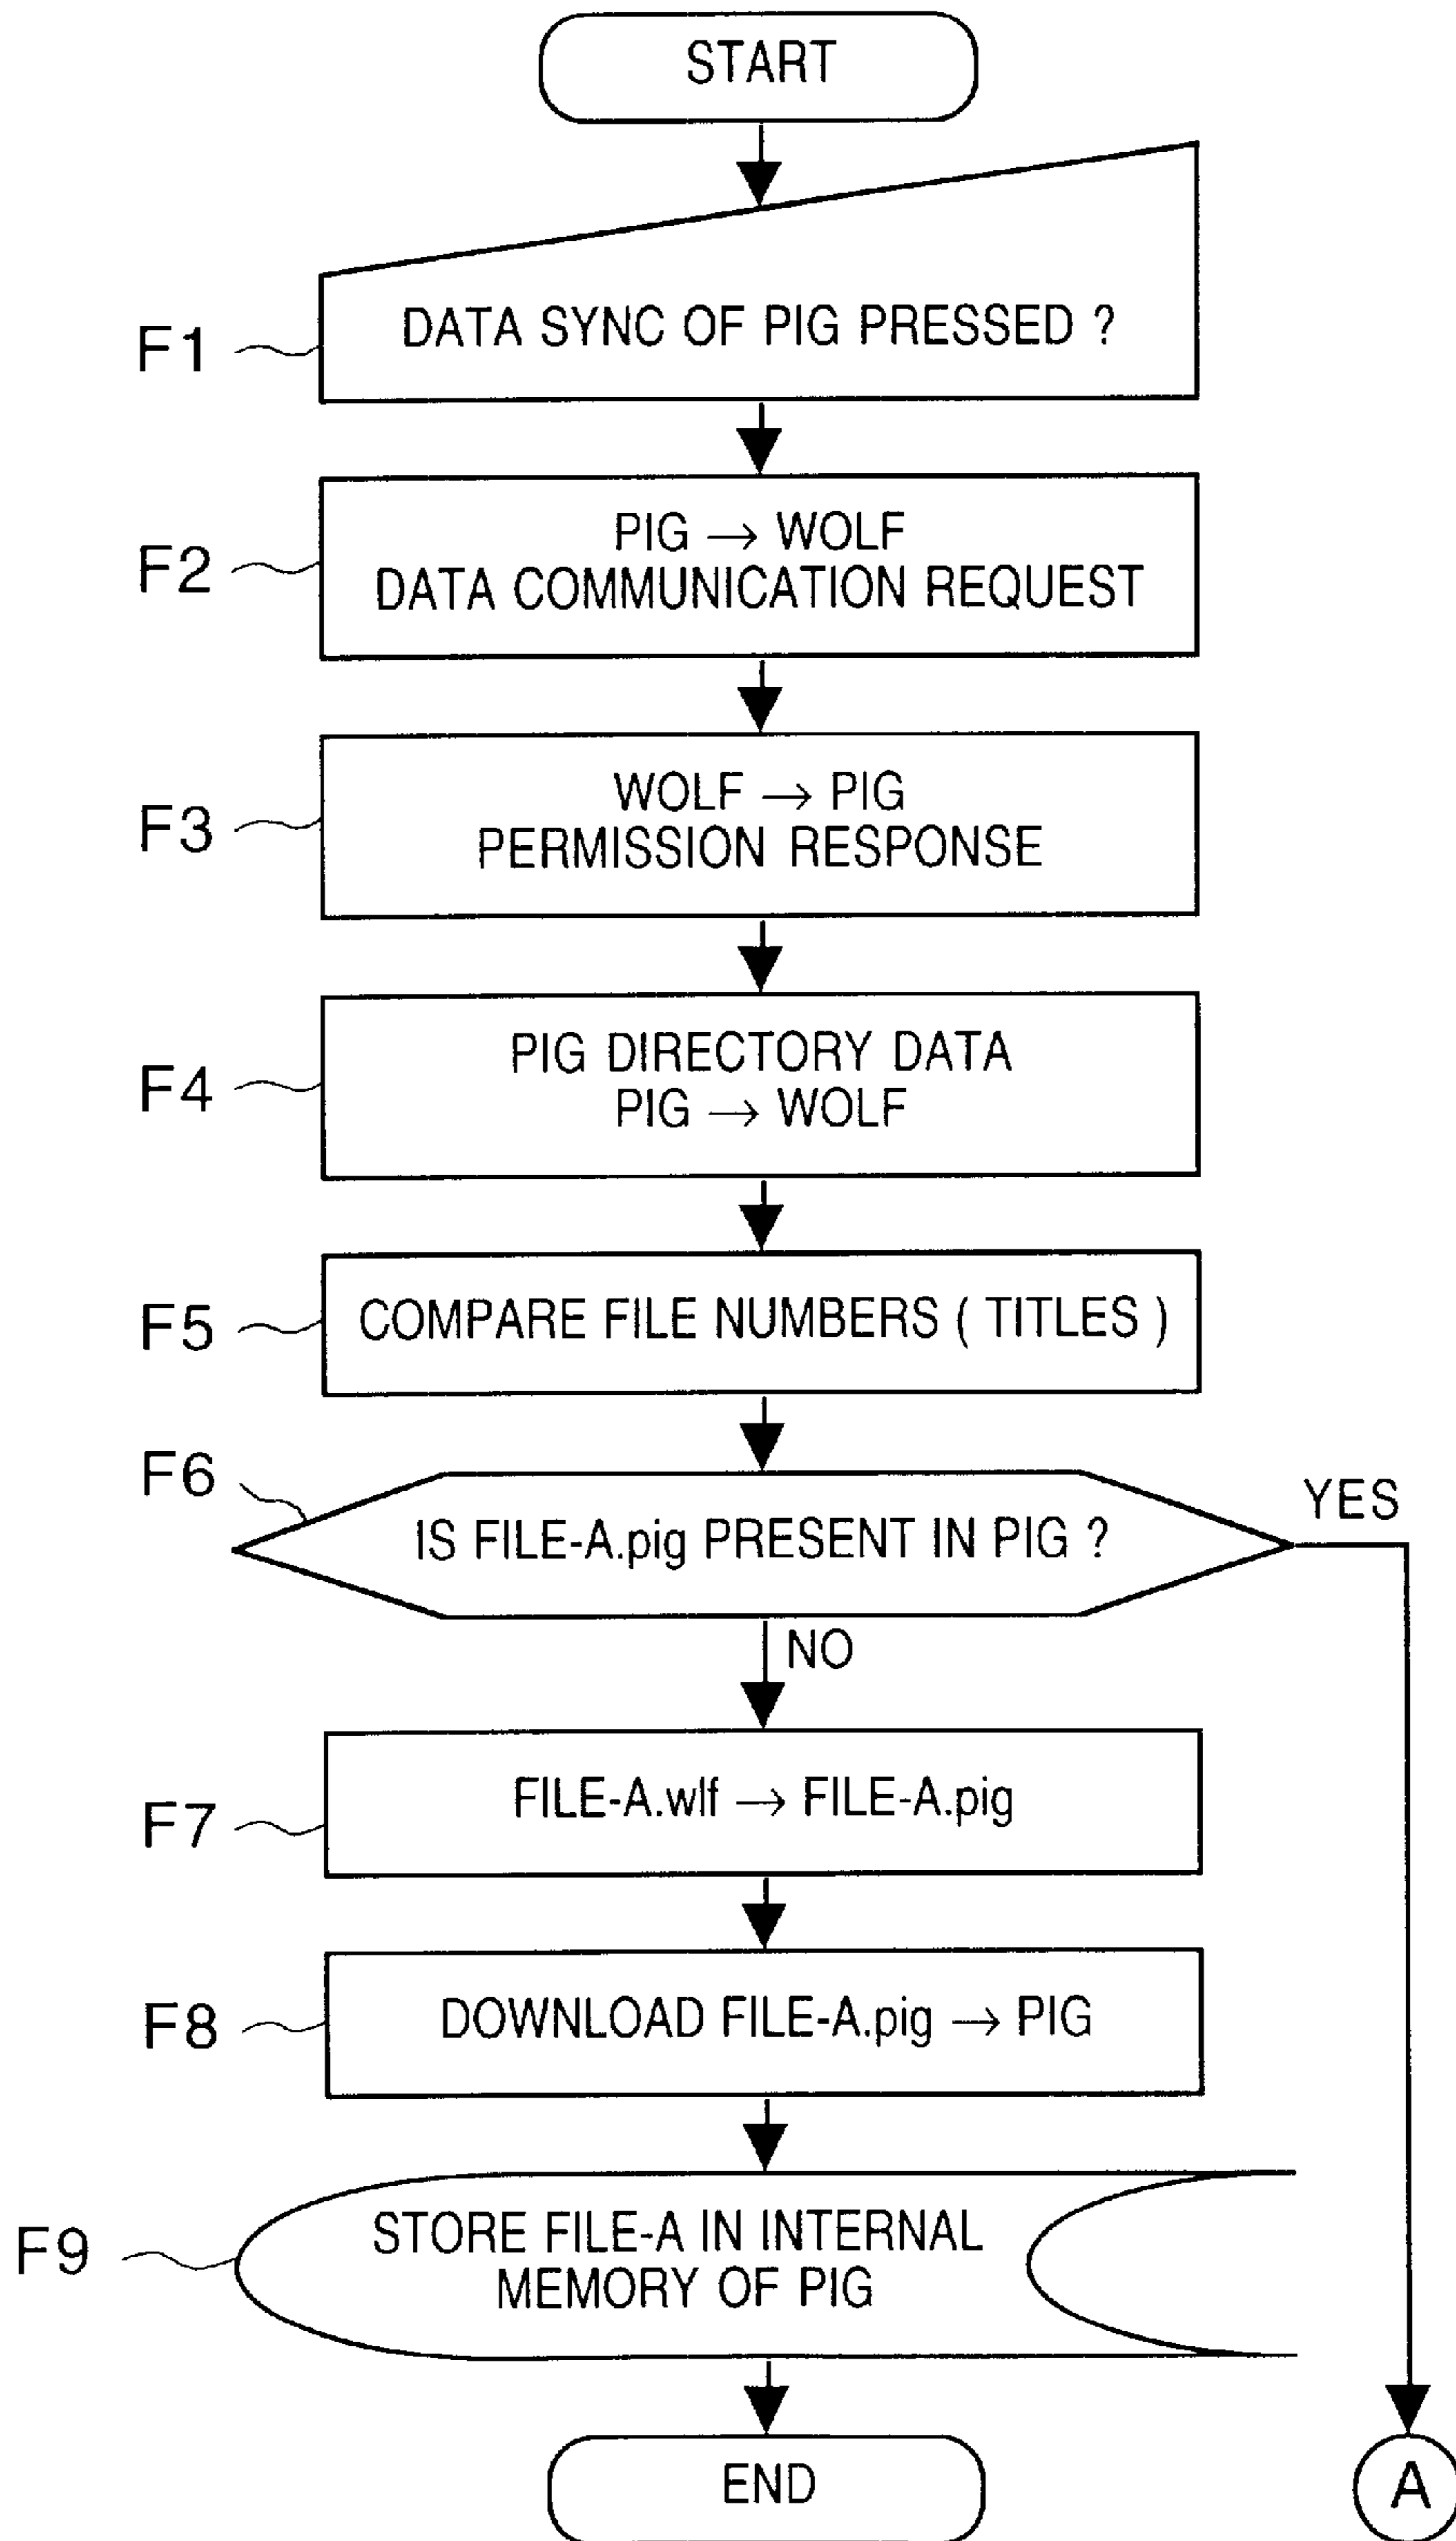 START
F1
DATA SYNC OF PIG PRESSED ?
F2
PIG → WOLF
DATA COMMUNICATION REQUEST
F3
WOLF → PIG
PERMISSION RESPONSE
F4
PIG DIRECTORY DATA
PIG → WOLF
F5
COMPARE FILE NUMBERS ( TITLES )
F6
IS FILE-A.pig PRESENT IN PIG ?
YES
NO
F7
FILE-A.wlf → FILE-A.pig
F8
DOWNLOAD FILE-A.pig → PIG
F9
STORE FILE-A IN INTERNAL
MEMORY OF PIG
END
A